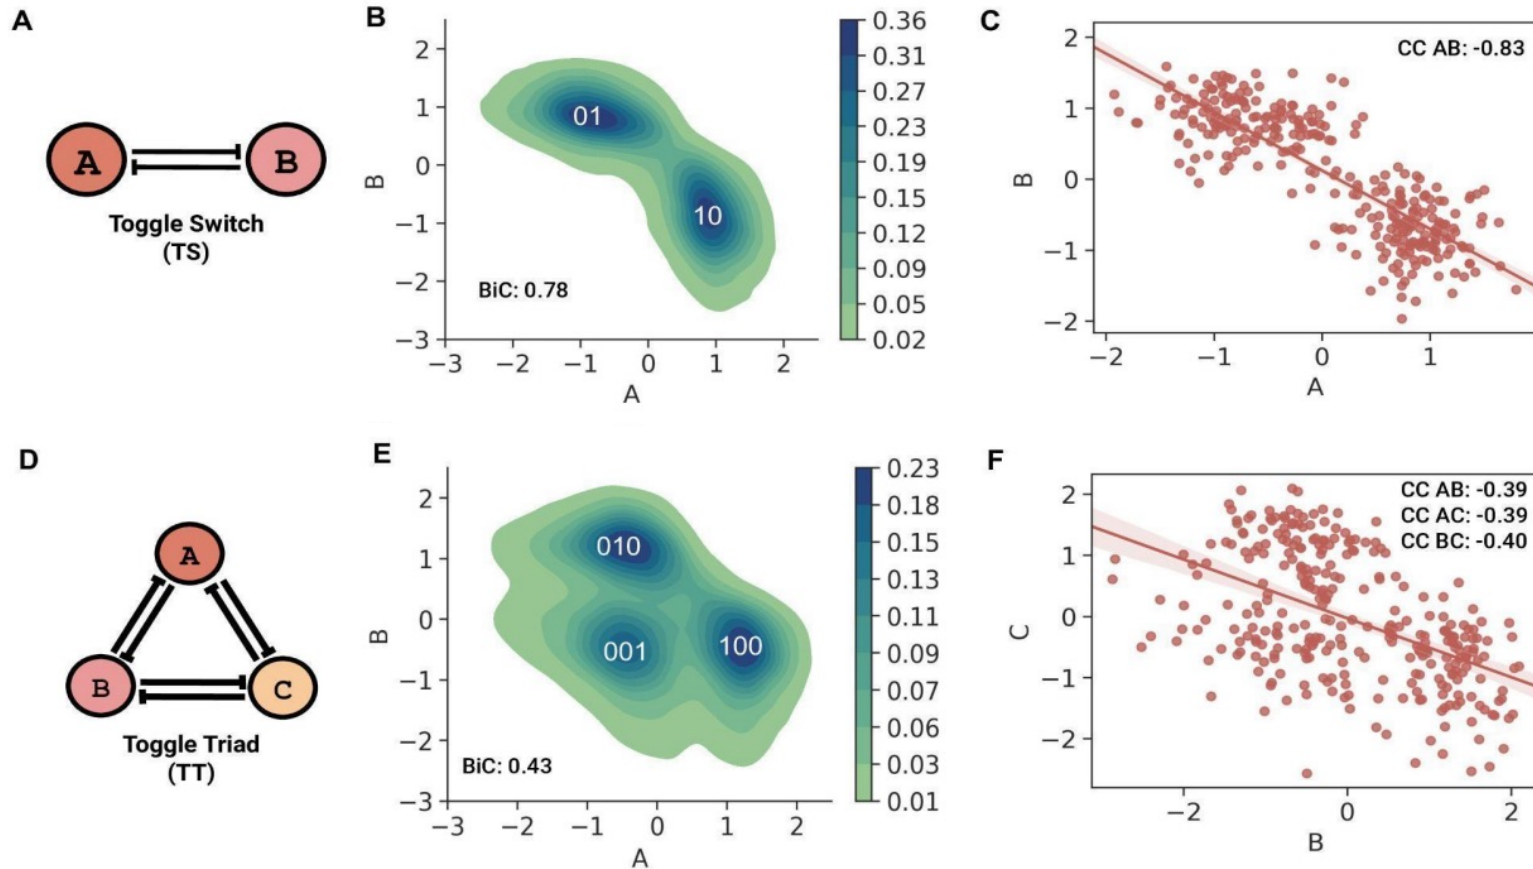 A
A
B
Toggle Switch
(TS)
B
B
2
1
0
−1
−2
−3
−3
−2
−1
0
1
2
A
01
10
BiC: 0.78
0.36
0.31
0.27
0.23
0.19
0.15
0.12
0.09
0.05
0.02
C
B
2
1
0
−1
−2
−2
−1
0
1
A
CC AB: -0.83
D
A
B
C
Toggle Triad
(TT)
E
B
2
1
0
−1
−2
−3
−3
−2
−1
0
1
2
A
010
001
100
BiC: 0.43
0.23
0.18
0.15
0.13
0.11
0.09
0.07
0.06
0.03
0.01
F
C
2
1
0
−1
−2
−2
0
2
B
CC AB: -0.39
CC AC: -0.39
CC BC: -0.40